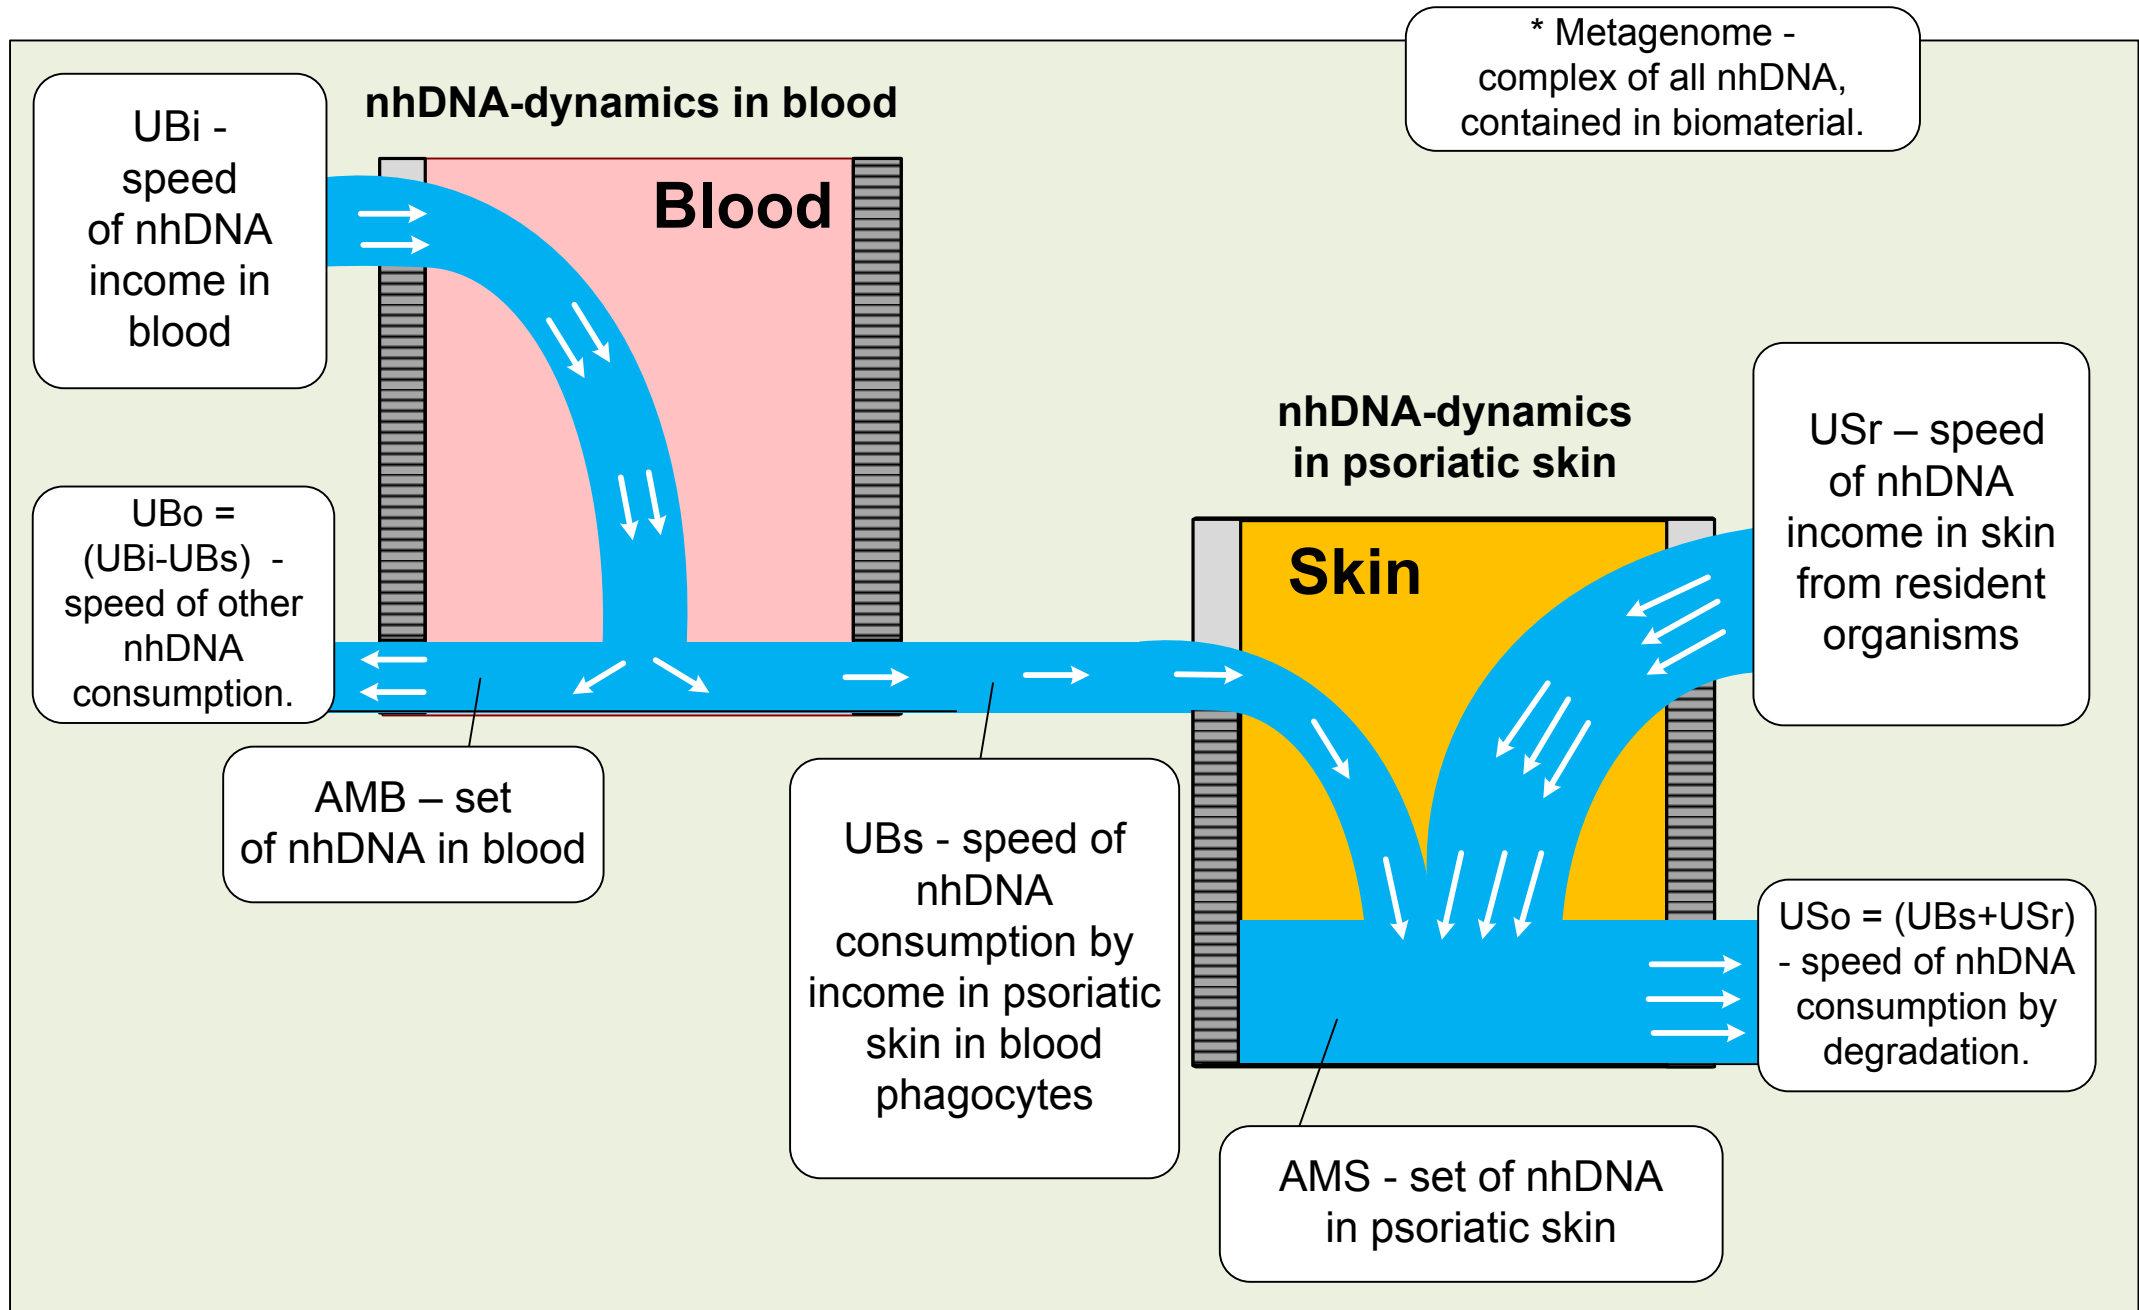 * Metagenome -
complex of all nhDNA,
contained in biomaterial.
nhDNA-dynamics in blood
UBi -
speed
of nhDNA
income in
blood
Blood
UBo =
(UBi-UBs)  -
speed of other
nhDNA
consumption.
AMB – set
of nhDNA in blood
UBs - speed of
nhDNA
consumption by
income in psoriatic
skin in blood
phagocytes
nhDNA-dynamics
in psoriatic skin
Skin
USr – speed
of nhDNA
income in skin
from resident
organisms
USo = (UBs+USr)
- speed of nhDNA
consumption by
degradation.
AMS - set of nhDNA
in psoriatic skin